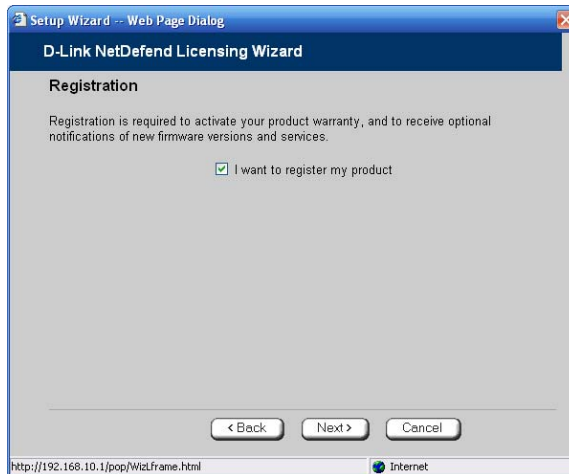 Setup Wizard -- Web Page Dialog
D-Link NetDefend Licensing Wizard
Registration
Registration is required to activate your product warranty, and to receive optional
notifications of new firmware versions and services.
I want to register my product
< Back
Next >
Cancel
http://192.168.10.1/pop/WizLframe.html
Internet